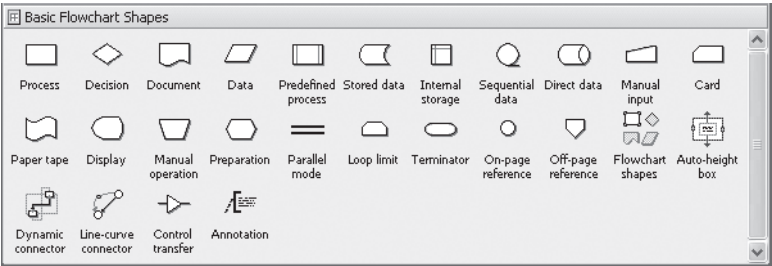 Basic Flowchart Shapes
Process Decision Document Data Predefined Stored data Internal Sequential Direct data Manual Card
process storage data input
Paper tape Display Manual Preparation Parallel Loop limit Terminator On-page Off-page Flowchart Auto-height
operation mode reference reference shapes box
Dynamic Line-curve Control Annotation
connector connector transfer